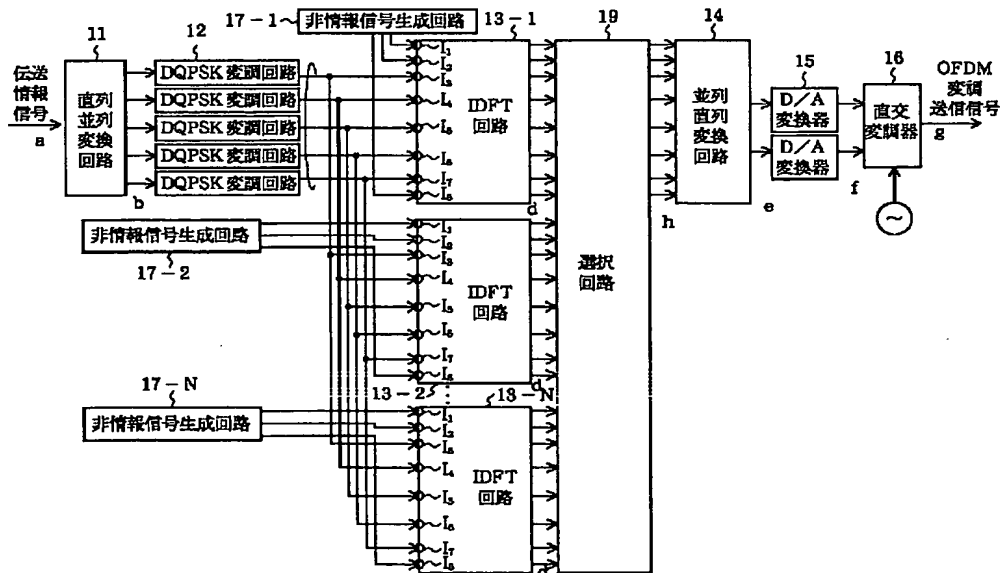 17-1
非情報信号生成回路
13-1
19
14
11
12
15
16
伝送
情報
信号
a
直列
並列
変換
回路
b
DQPSK 変調回路
DQPSK 変調回路
DQPSK 変調回路
DQPSK 変調回路
DQPSK 変調回路
I₁
I₂
I₃
I₄
I₅
I₆
I₇
I₈
IDFT
回路
d
選択
回路
h
並列
直列
変換
回路
e
D/A
変換器
D/A
変換器
f
直交
変調器
OFDM
変調
送信信号
g
~
非情報信号生成回路
17-2
I₁
I₂
I₃
I₄
I₅
I₆
I₇
I₈
IDFT
回路
d
13-2
13-N
17-N
非情報信号生成回路
I₁
I₂
I₃
I₄
I₅
I₆
I₇
I₈
IDFT
回路
d